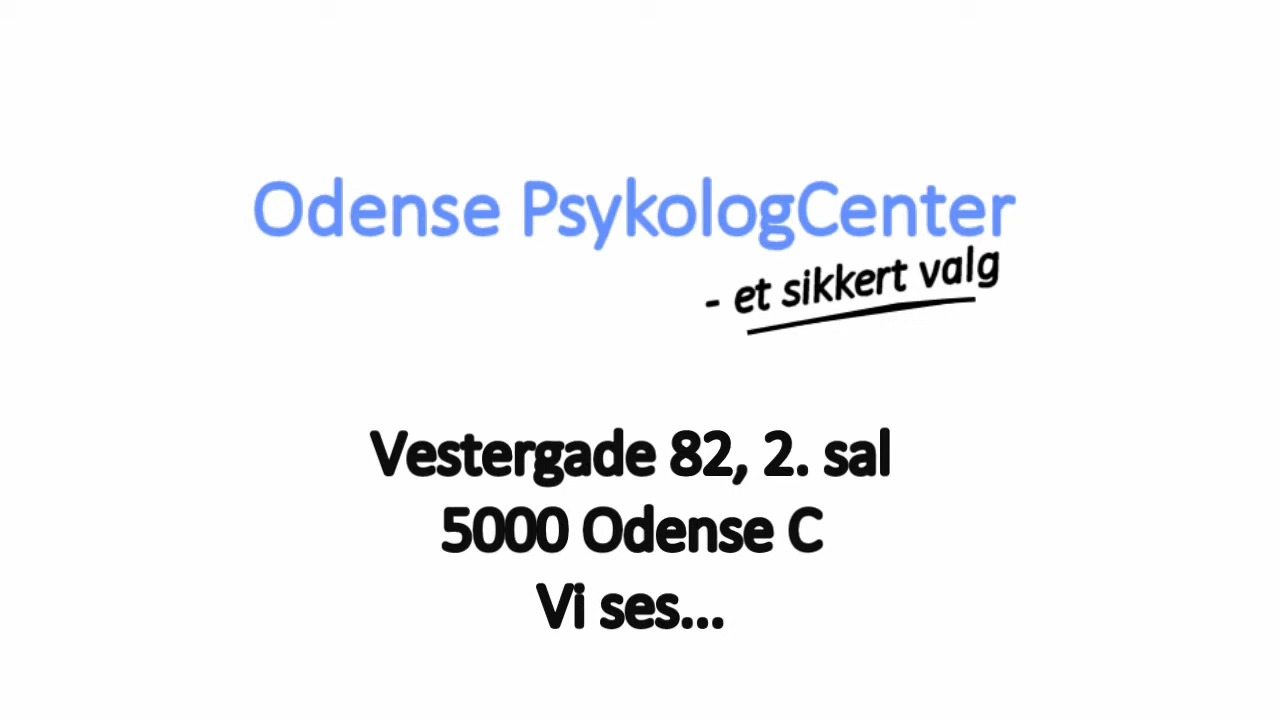 Odense PsykologCenter
- et sikkert valg
Vestergade 82, 2. sal
5000 Odense C
Vi ses...